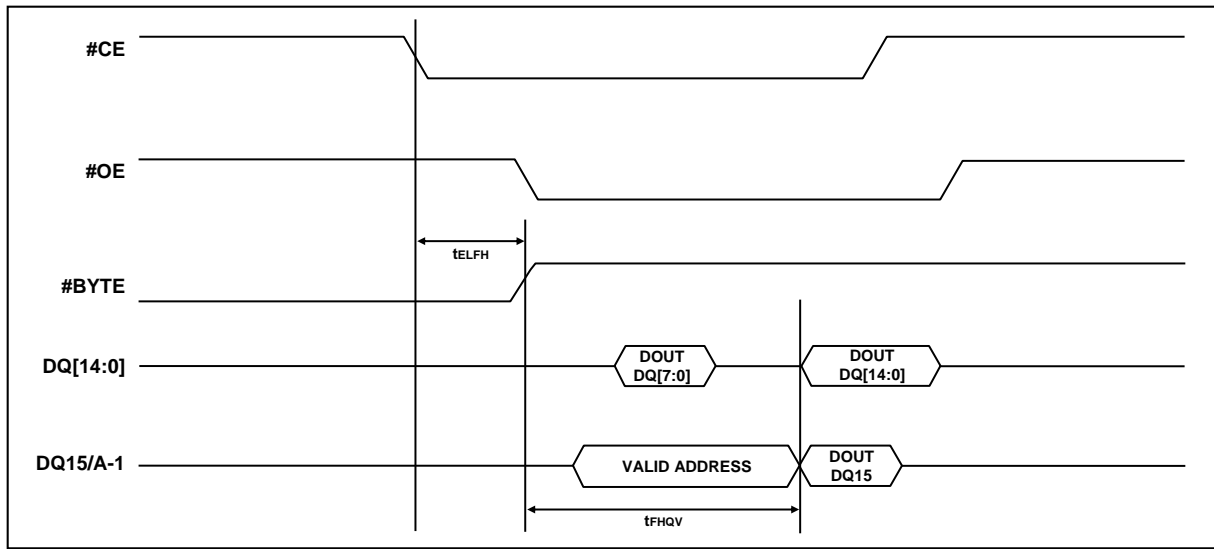 #CE
#OE
tELFH
#BYTE
DQ[14:0]
DOUT
DQ[7:0]
DOUT
DQ[14:0]
DQ15/A-1
VALID ADDRESS
DOUT
DQ15
tFHQV